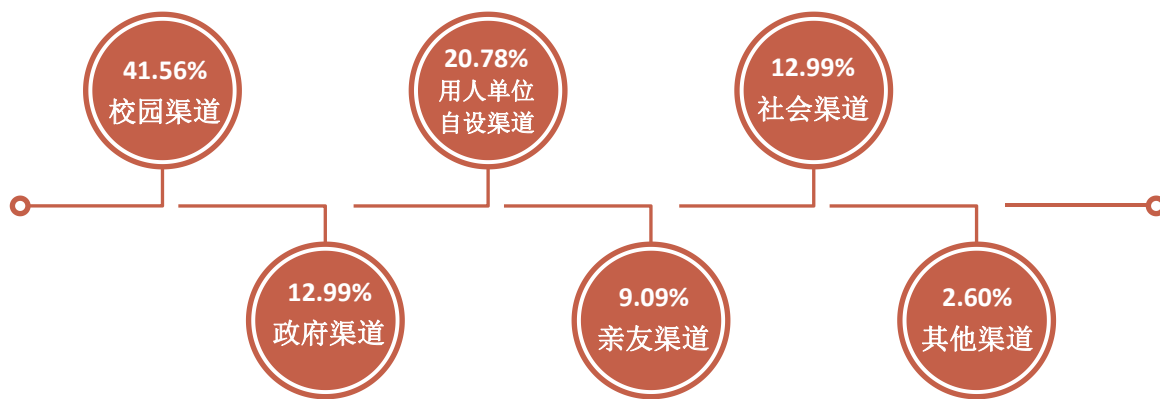 41.56%
校园渠道
20.78%
用人单位
自设渠道
12.99%
社会渠道
12.99%
政府渠道
9.09%
亲友渠道
2.60%
其他渠道